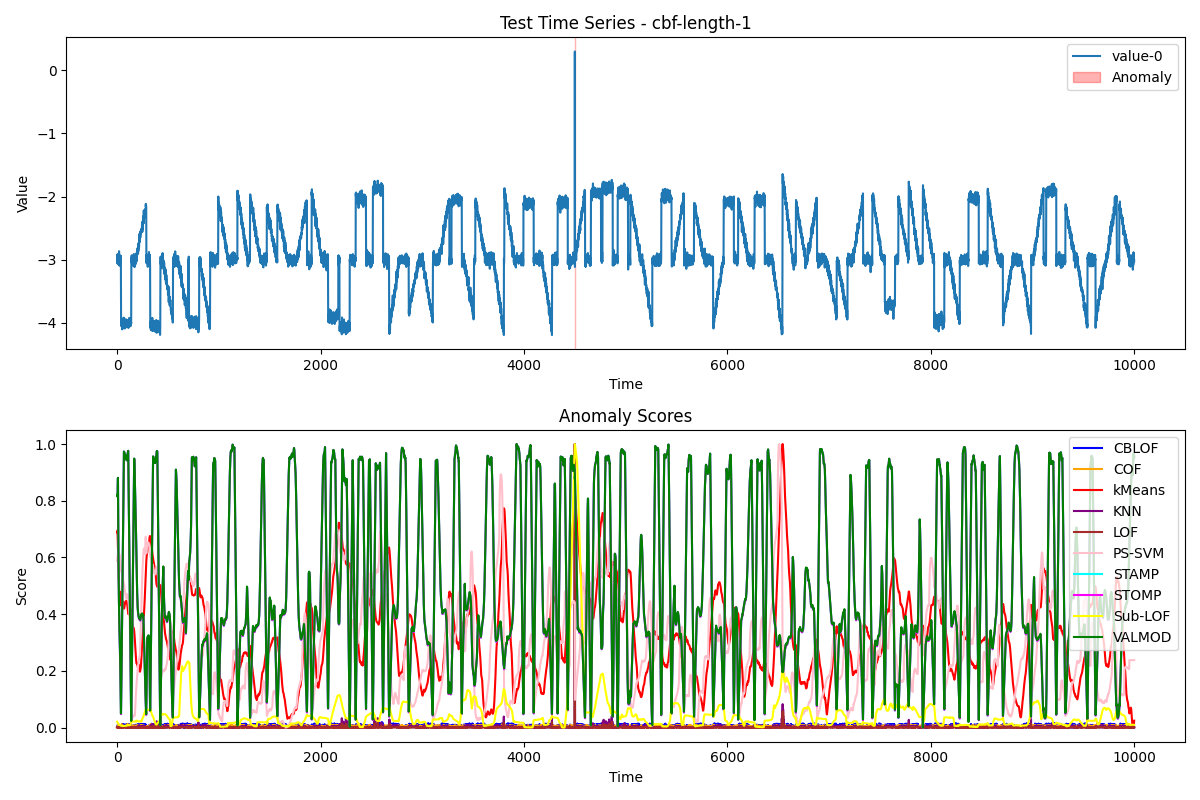 Test Time Series - cbf-length-1
Value
0
−1
−2
−3
−4
value-0
Anomaly
0
2000
4000
6000
8000
10000
Time
Anomaly Scores
Score
1.0
0.8
0.6
0.4
0.2
0.0
CBLOF
COF
kMeans
KNN
LOF
PS-SVM
STAMP
STOMP
Sub-LOF
VALMOD
0
2000
4000
6000
8000
10000
Time